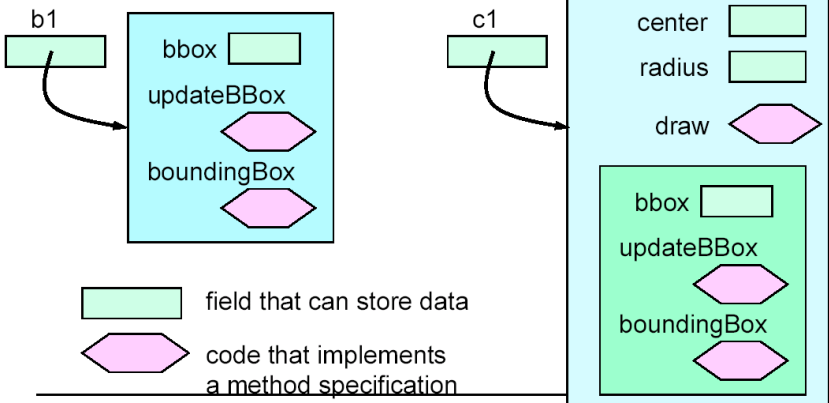 b1
bbox
updateBBox
boundingBox
field that can store data
code that implements
a method specification
c1
center
radius
draw
bbox
updateBBox
boundingBox